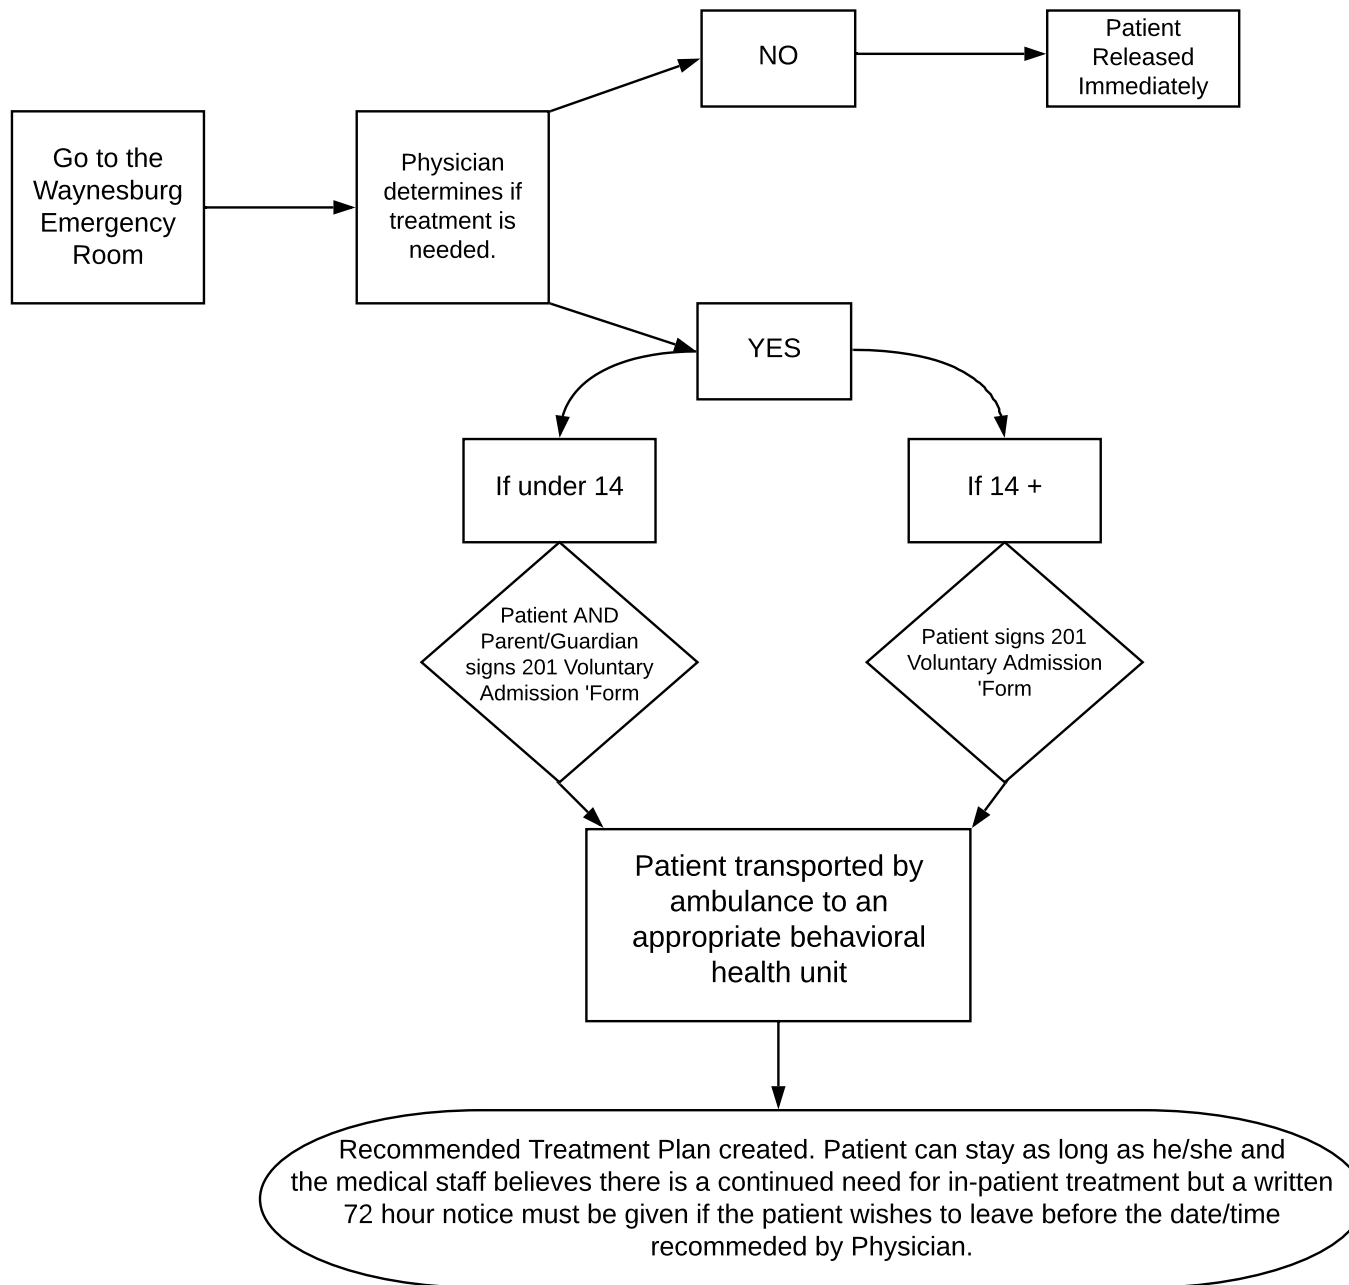 NO
Patient
Released
Immediately
Go to the
Waynesburg
Emergency
Room
Physician
determines if
treatment is
needed.
YES
If under 14
If 14 +
Patient AND
Parent/Guardian
signs 201 Voluntary
Admission 'Form
Patient signs 201
Voluntary Admission
'Form
Patient transported by
ambulance to an
appropriate behavioral
health unit
Recommended Treatment Plan created. Patient can stay as long as he/she and
the medical staff believes there is a continued need for in-patient treatment but a written
72 hour notice must be given if the patient wishes to leave before the date/time
recommeded by Physician.